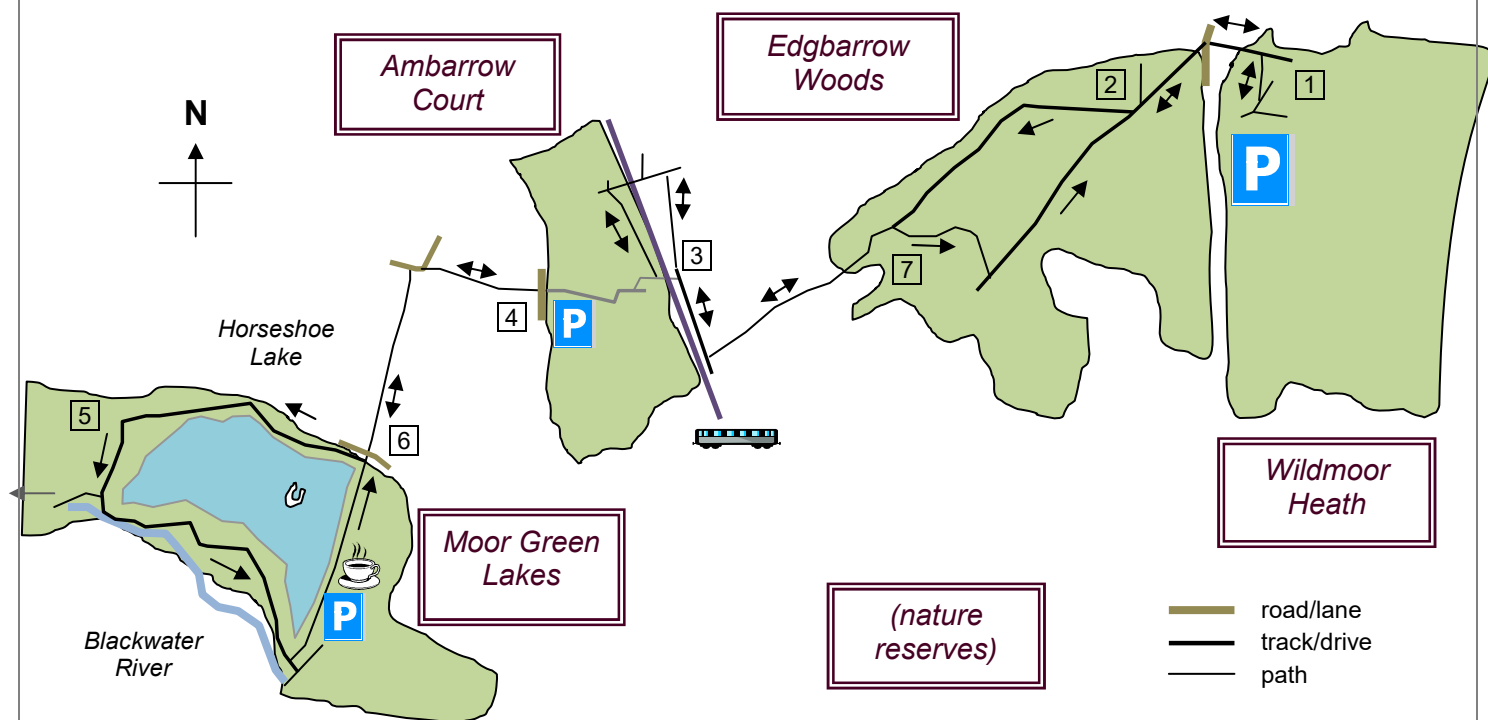 Ambarrow
Court
Edgbarrow
Woods
N
1
2
P
3
4
P
7
Horseshoe
Lake
5
6
Wildmoor
Heath
Moor Green
Lakes
P
Blackwater
River
(nature
reserves)
road/lane
track/drive
path